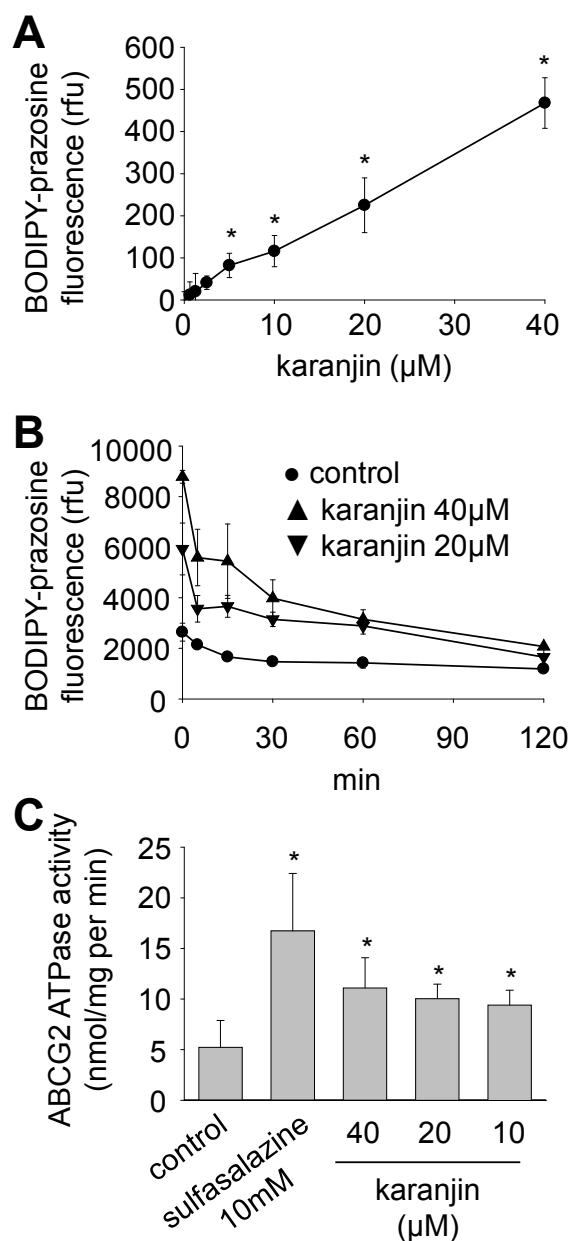 A
BODIPY-prazosine
fluorescence (rfu)
600
500
400
300
200
100
0
* * * *
0 10 20 30 40
karanjin (µM)
B
BODIPY-prazosine
fluorescence (rfu)
10000
8000
6000
4000
2000
0
control
karanjin 40µM
karanjin 20µM
0 30 60 90 120
min
C
ABCG2 ATPase activity
(nmol/mg per min)
25
20
15
10
5
0
* * * *
control
sulfasalazine
10mM
40 20 10
karanjin
(µM)